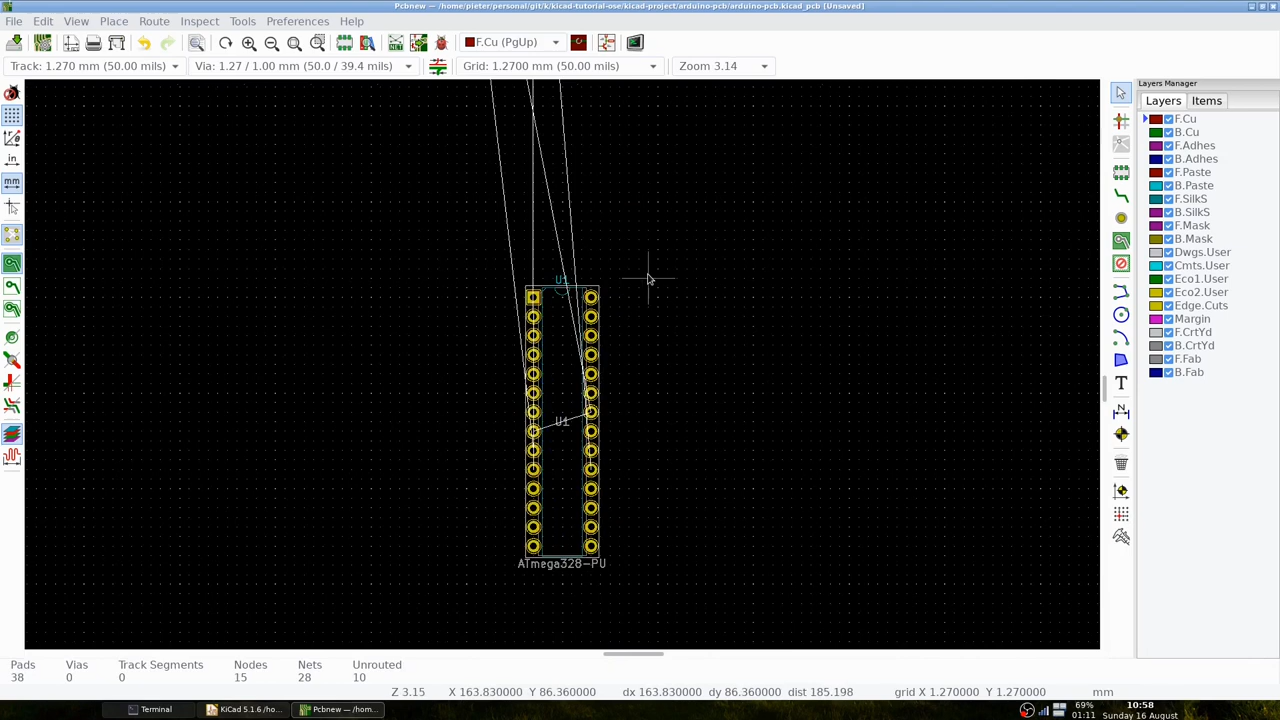 Pcbnew — /home/pieter/personal/git/k/kicad-tutorial-ose/kicad-project/arduino-pcb/arduino-pcb.kicad_pcb [Unsaved]
File Edit View Place Route Inspect Tools Preferences Help
F.Cu (PgUp)
Track: 1.270 mm (50.00 mils) Via: 1.27 / 1.00 mm (50.0 / 39.4 mils) Grid: 1.2700 mm (50.00 mils) Zoom 3.14
in
mm
U1
U1
ATmega328-PU
T
Layers Manager
Layers Items
F.Cu
B.Cu
F.Adhes
B.Adhes
F.Paste
B.Paste
F.SilkS
B.SilkS
F.Mask
B.Mask
Dwgs.User
Cmts.User
Eco1.User
Eco2.User
Edge.Cuts
Margin
F.CrtYd
B.CrtYd
F.Fab
B.Fab
Pads Vias Track Segments Nodes Nets Unrouted
38 0 0 15 28 10
Z 3.15 X 163.830000 Y 86.360000 dx 163.830000 dy 86.360000 dist 185.198 grid X 1.270000 Y 1.270000 mm
Terminal KiCad 5.1.6 /ho... Pcbnew — /hom...
69% 10:58
01:11 Sunday 16 August